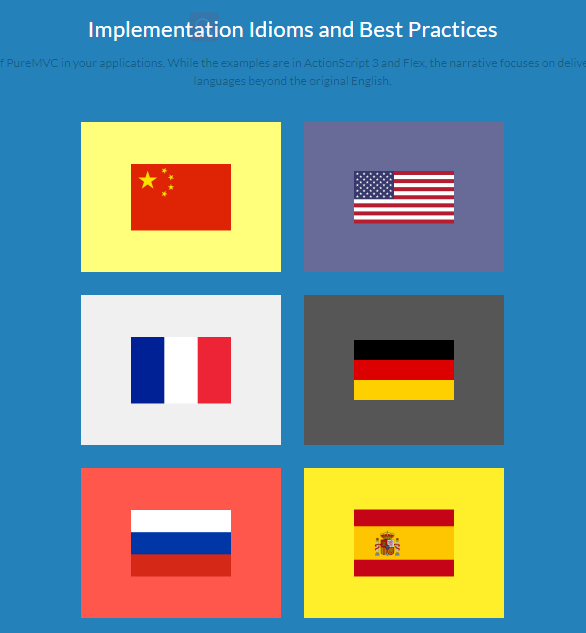 Implementation Idioms and Best Practices
f PureMVC in your applications. While the examples are in ActionScript 3 and Flex, the narrative focuses on delive
languages beyond the original English.